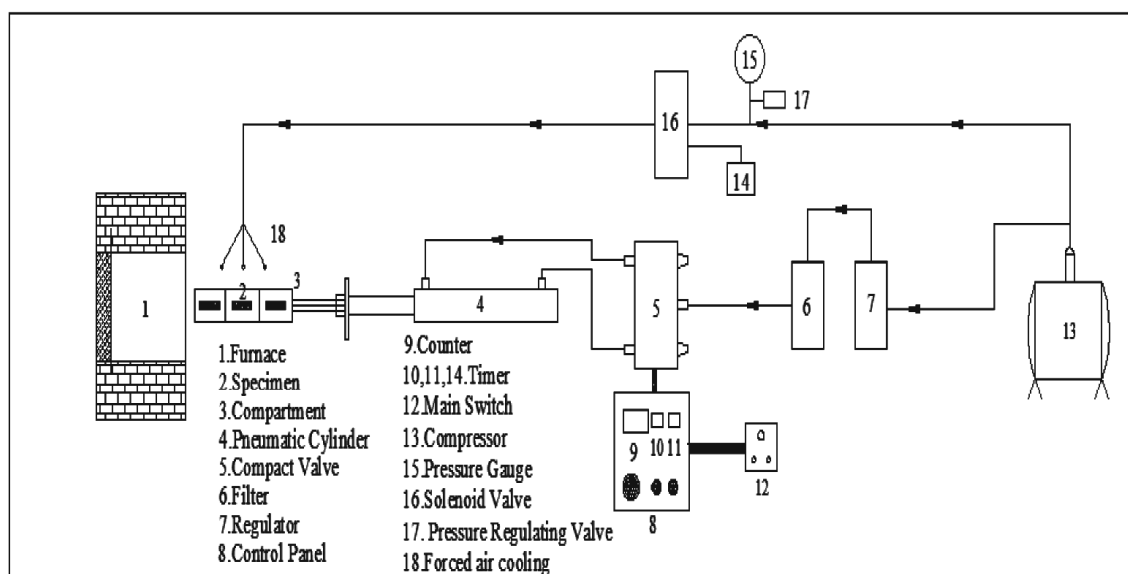 15
17
16
14
18
3
2
1
4
5
6
7
13
1.Furnace
2.Specimen
3.Compartment
4.Pneumatic Cylinder
5.Compact Valve
6.Filter
7.Regulator
8.Control Panel
9.Counter
10,11,14.Timer
12.Main Switch
13.Compressor
15.Pressure Gauge
16.Solenoid Valve
17. Pressure Regulating Valve
18.Forced air cooling
9 10 11
12
8